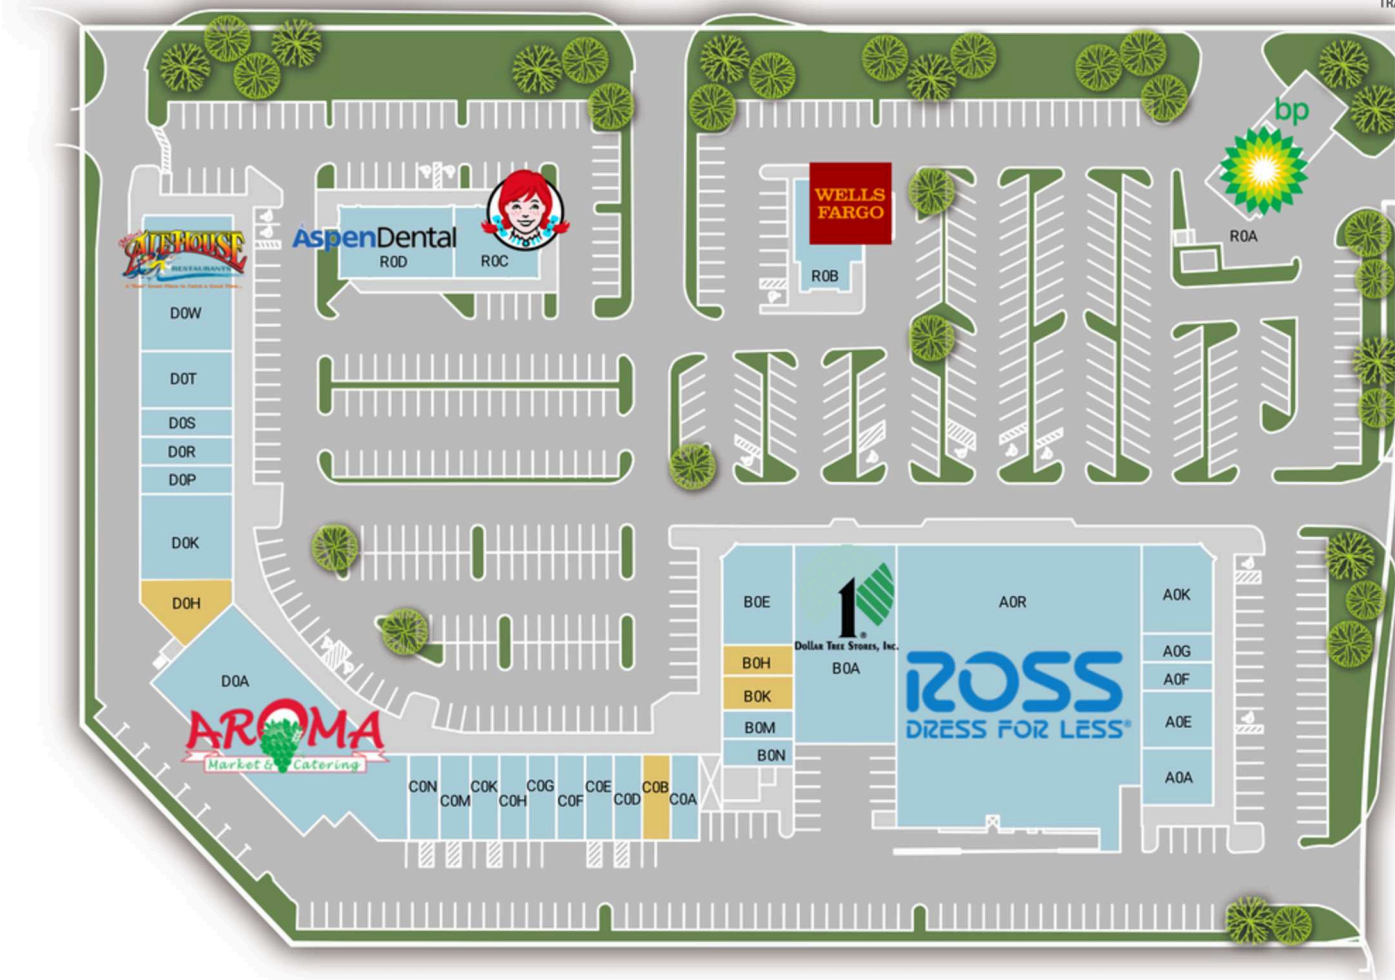 TRA
bp
WELLS
FARGO
R0A
R0B
AspenDental
R0D
R0C
ALEHOUSE
RESTAURANTS
D0W
D0T
D0S
D0R
D0P
D0K
D0H
D0A
AROMA
Market & Catering
C0N
C0M
C0K
C0H
C0G
C0F
C0E
C0D
C0B
C0A
B0E
B0H
B0K
B0M
B0N
1
Dollar Tree Stores, Inc.
B0A
A0R
ROSS
DRESS FOR LESS®
A0K
A0G
A0F
A0E
A0A